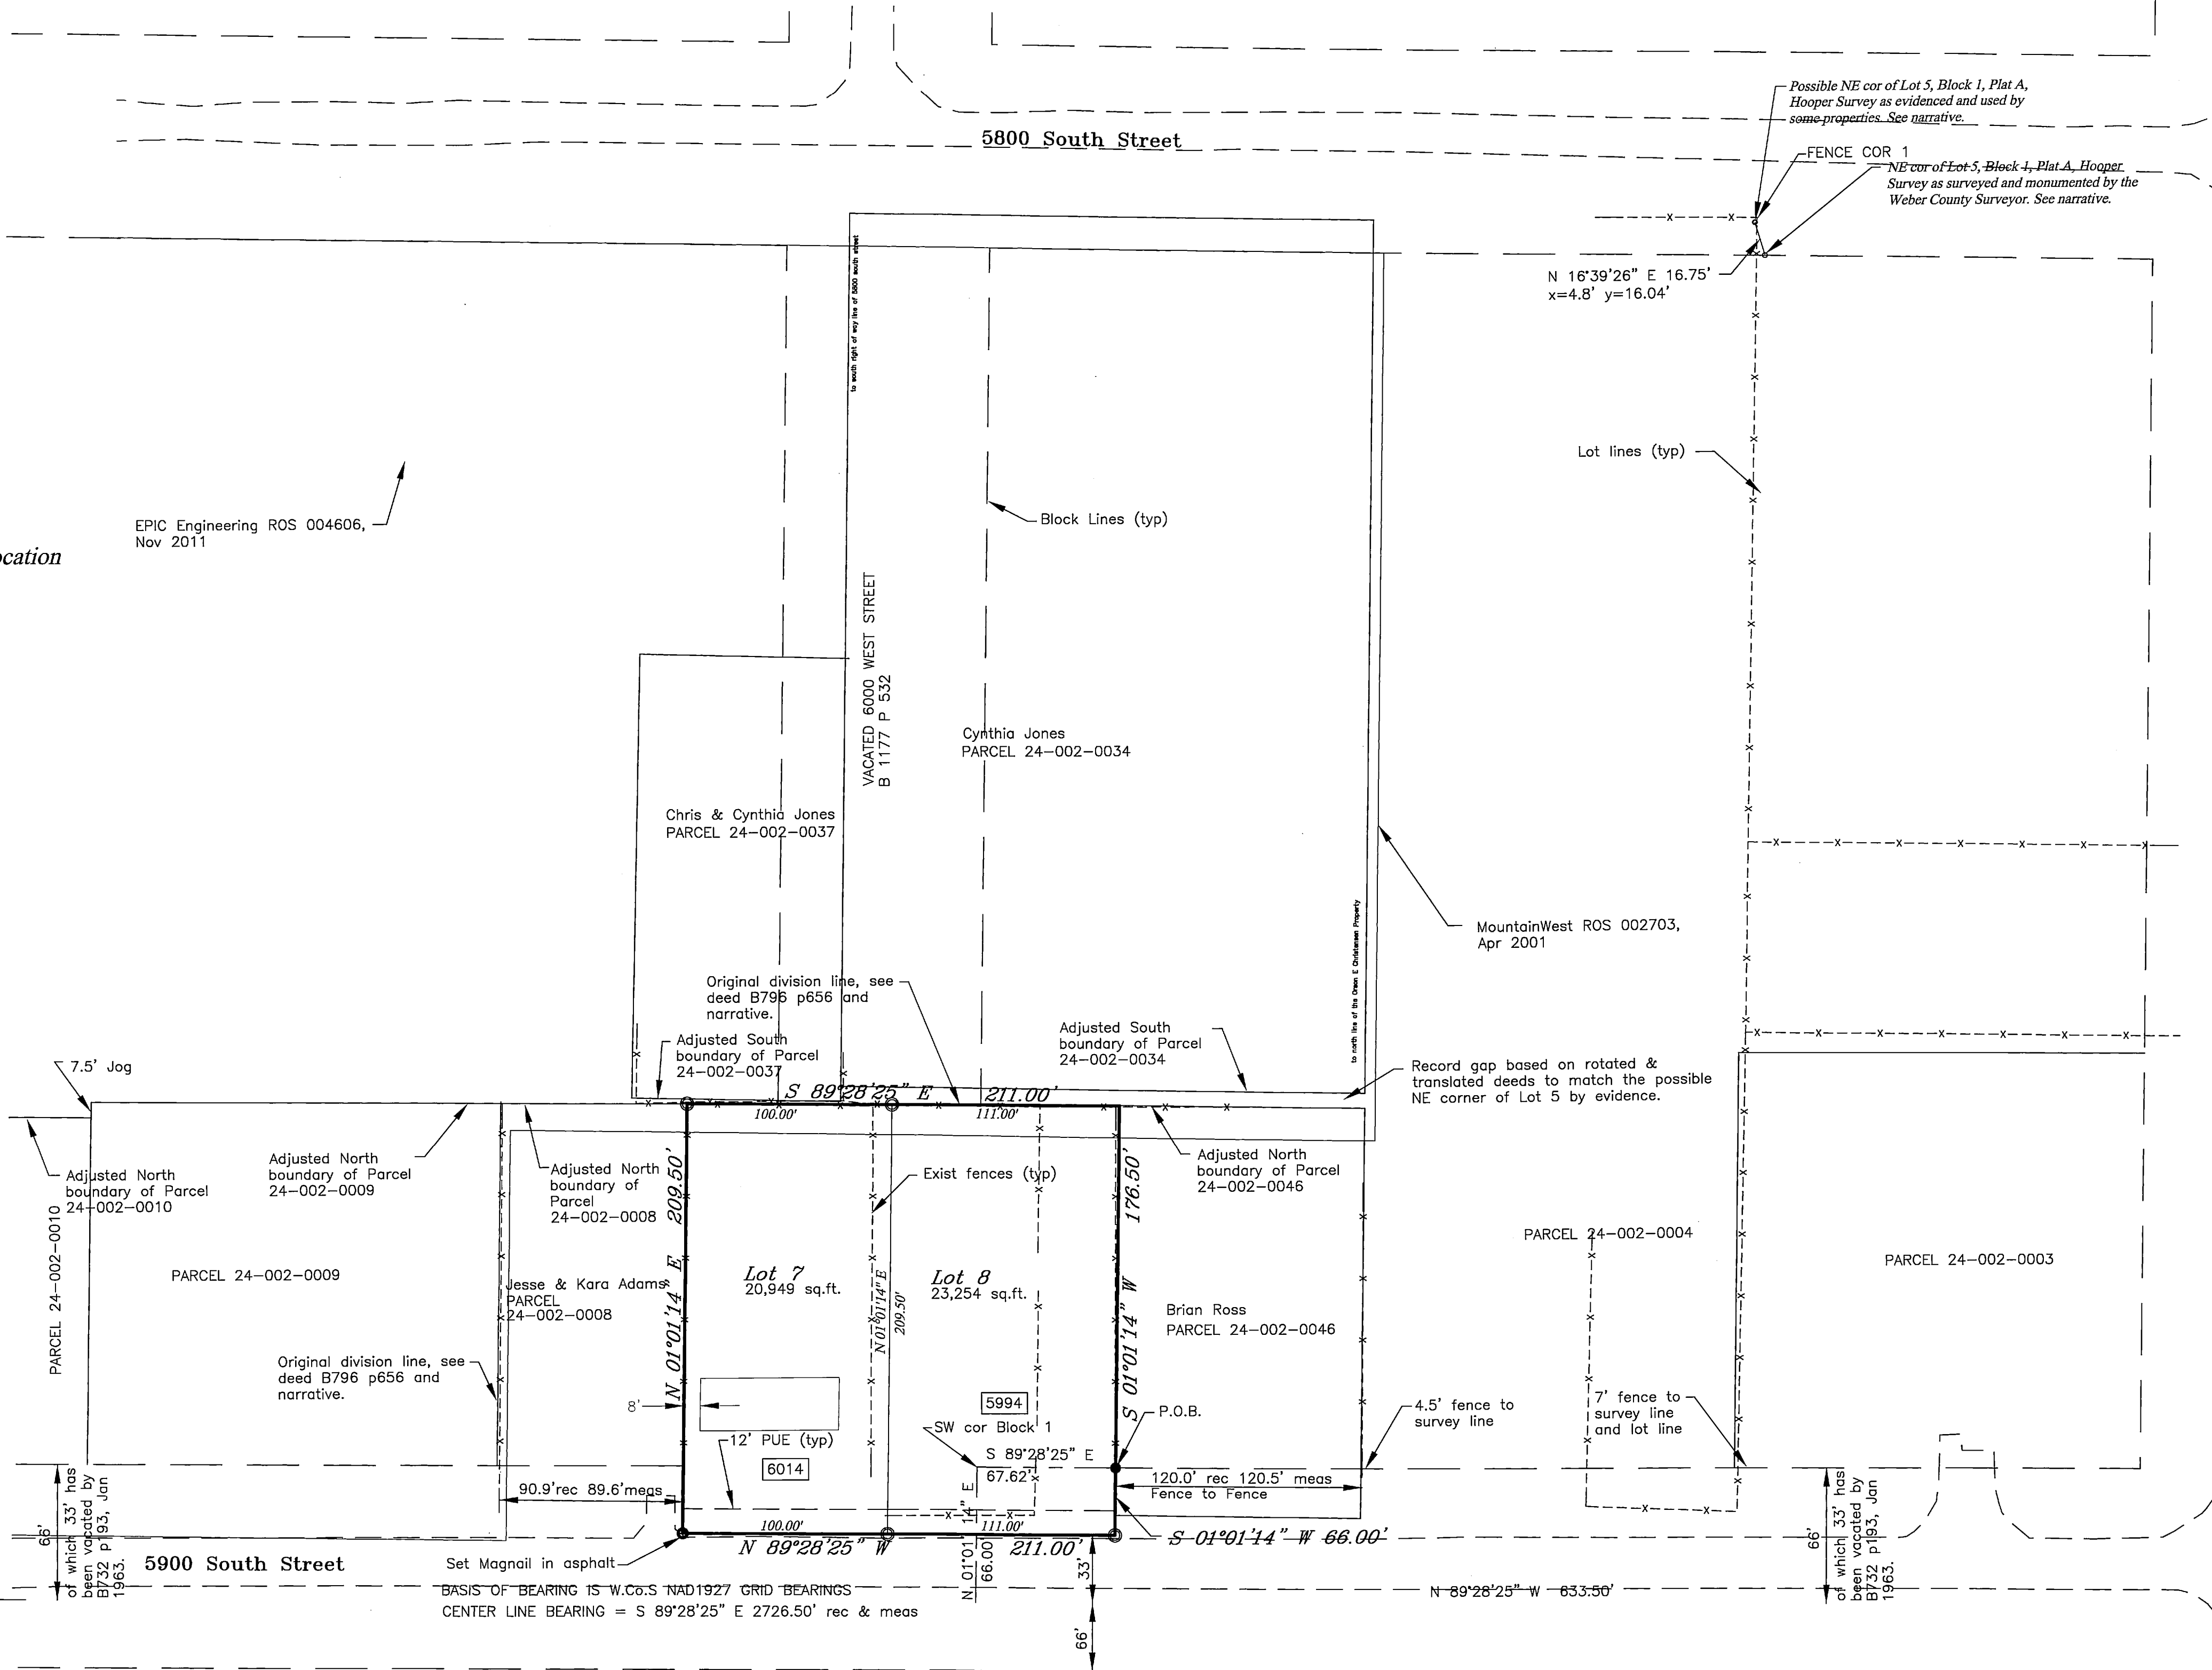 Possible NE cor of Lot 5, Block 1, Plat A,
Hooper Survey as evidenced and used by
some properties. See narrative.
5800 South Street
FENCE COR 1
NE cor of Lot 5, Block 1, Plat A, Hooper
Survey as surveyed and monumented by the
Weber County Surveyor. See narrative.
N 16°39'26" E 16.75'
x=4.8' y=16.04'
to south right of way line of 5800 south street
Lot lines (typ)
EPIC Engineering ROS 004606,
Nov 2011
Block Lines (typ)
ocation
VACATED 6000 WEST STREET
B 1177 P 532
Cynthia Jones
PARCEL 24-002-0034
Chris & Cynthia Jones
PARCEL 24-002-0037
MountainWest ROS 002703,
Apr 2001
to north line of the Orson E Christensen Property
Original division line, see
deed B796 p656 and
narrative.
Adjusted South
boundary of Parcel
24-002-0037
Adjusted South
boundary of Parcel
24-002-0034
7.5' Jog
Record gap based on rotated &
translated deeds to match the possible
NE corner of Lot 5 by evidence.
S 89°28'25" E 211.00'
100.00'
111.00'
Adjusted North
boundary of Parcel
24-002-0010
Adjusted North
boundary of Parcel
24-002-0009
Adjusted North
boundary of
Parcel
24-002-0008
Exist fences (typ)
Adjusted North
boundary of Parcel
24-002-0046
PARCEL 24-002-0010
PARCEL 24-002-0009
Jesse & Kara Adams
PARCEL
24-002-0008
N 01°01'14" E 209.50'
Lot 7
20,949 sq.ft.
N 01°01'14" E
209.50'
Lot 8
23,254 sq.ft.
S 01°01'14" W 176.50'
Brian Ross
PARCEL 24-002-0046
PARCEL 24-002-0004
PARCEL 24-002-0003
Original division line, see
deed B796 p656 and
narrative.
8'
5994
P.O.B.
4.5' fence to
survey line
7' fence to
survey line
and lot line
SW cor Block 1
12' PUE (typ)
6014
S 89°28'25" E
67.62'
90.9'rec 89.6'meas
120.0' rec 120.5' meas
Fence to Fence
66'
of which 33' has
been vacated by
B732 p193, Jan
1963.
66'
of which 33' has
been vacated by
B732 p193, Jan
1963.
100.00'
111.00'
N 89°28'25" W 211.00'
S 01°01'14" W 66.00'
5900 South Street
Set Magnail in asphalt
N 01°01'14" E
66.00'
33'
BASIS OF BEARING IS W.Co.S NAD1927 GRID BEARINGS
CENTER LINE BEARING = S 89°28'25" E 2726.50' rec & meas
N 89°28'25" W 633.50'
66'